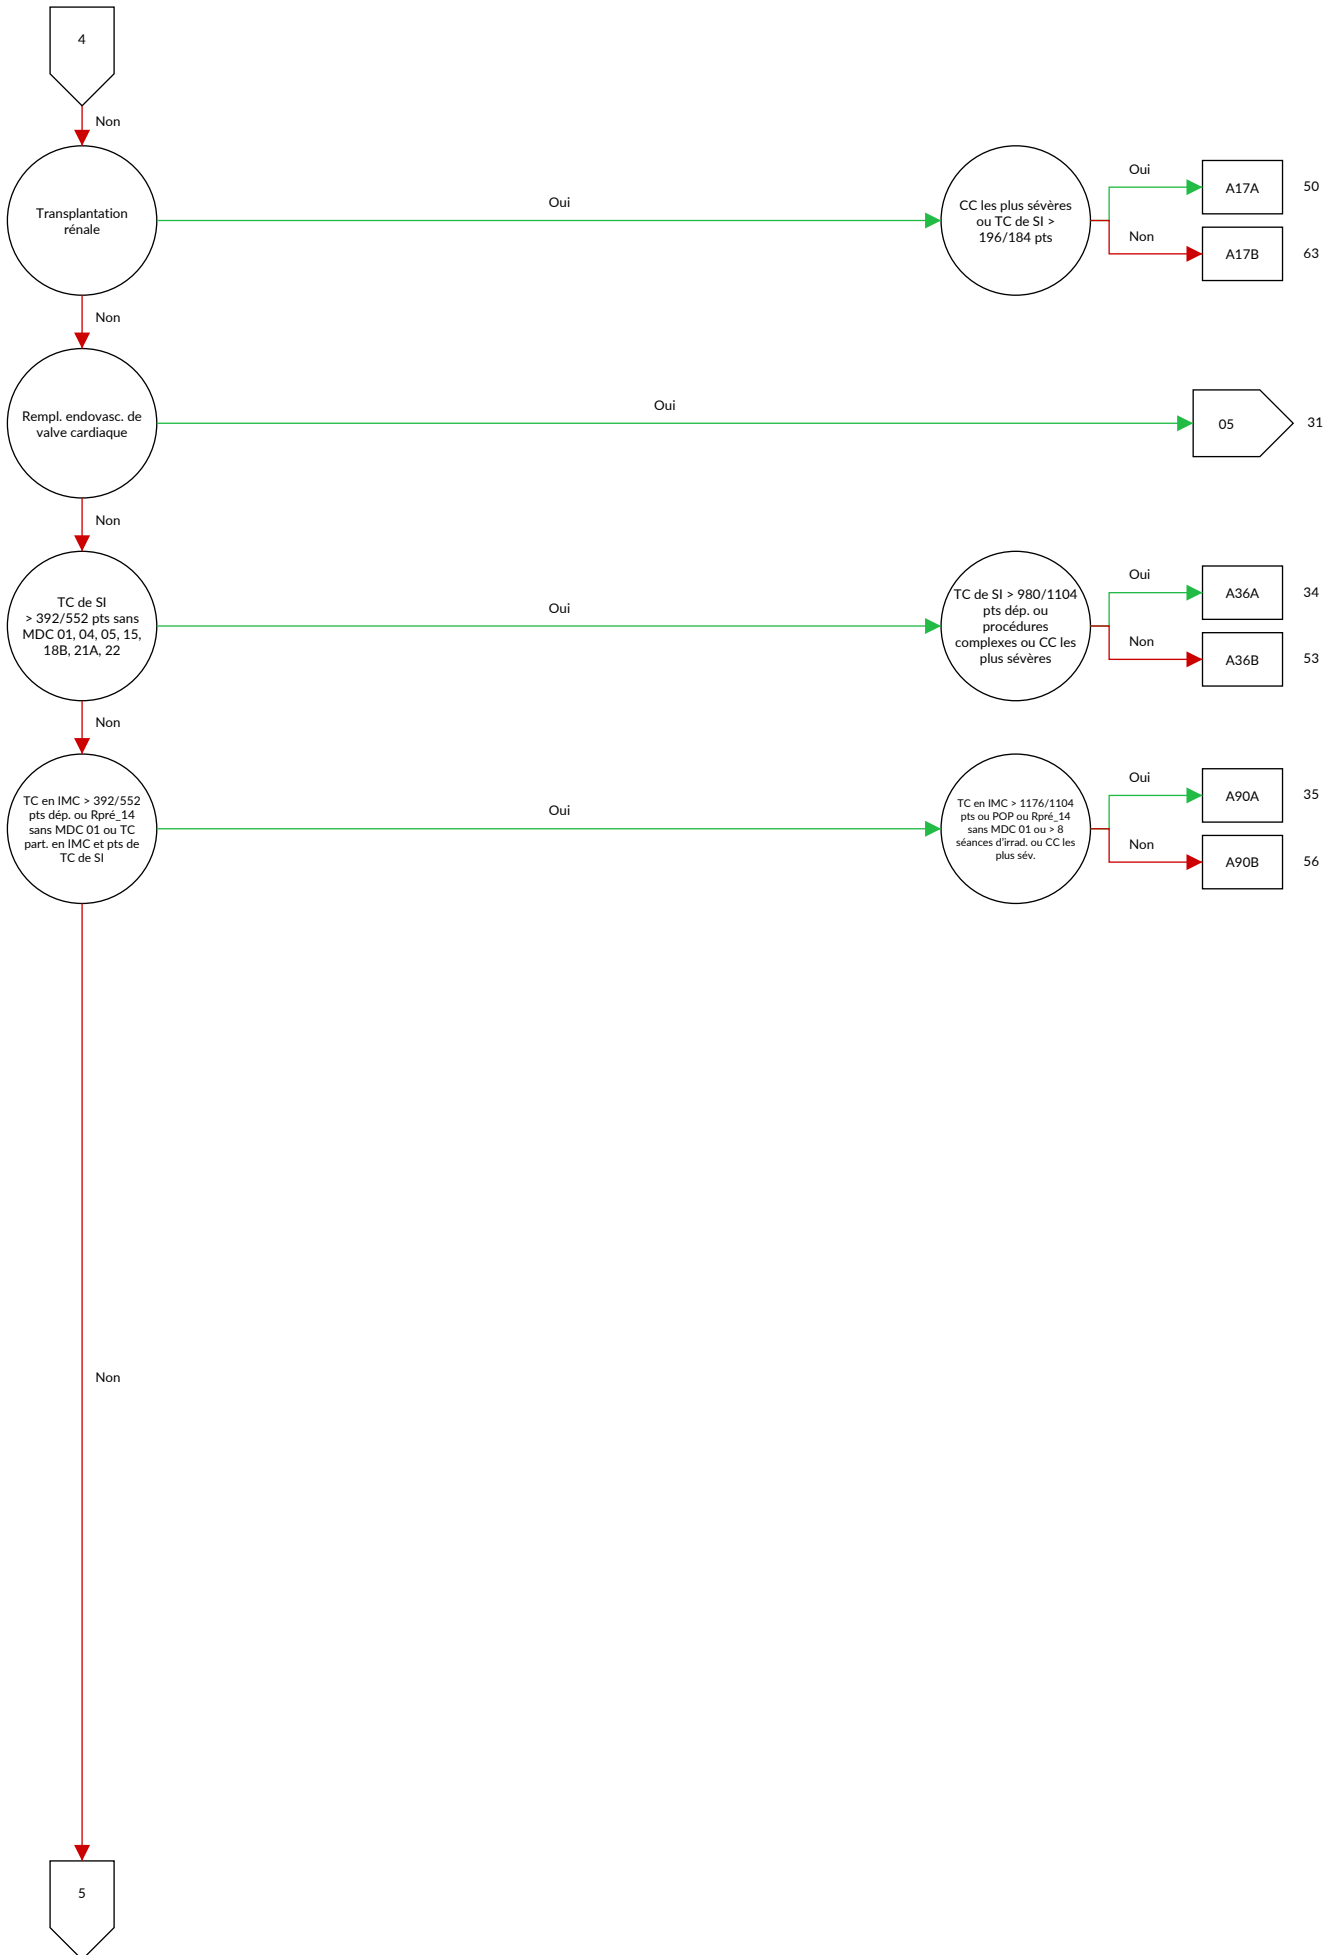 4
Non
Transplantation
rénale
Oui
CC les plus sévères
ou TC de SI >
196/184 pts
Oui
A17A
50
Non
A17B
63
Non
Rempl. endovasc. de
valve cardiaque
Oui
05
31
Non
TC de SI
> 392/552 pts sans
MDC 01, 04, 05, 15,
18B, 21A, 22
Oui
TC de SI > 980/1104
pts dép. ou
procédures
complexes ou CC les
plus sévères
Oui
A36A
34
Non
A36B
53
Non
TC en IMC > 392/552
pts dép. ou Rpré_14
sans MDC 01 ou TC
part. en IMC et pts de
TC de SI
Oui
TC en IMC > 1176/1104
pts ou POP ou Rpré_14
sans MDC 01 ou > 8
séances d'irrad. ou CC les
plus sév.
Oui
A90A
35
Non
A90B
56
Non
5